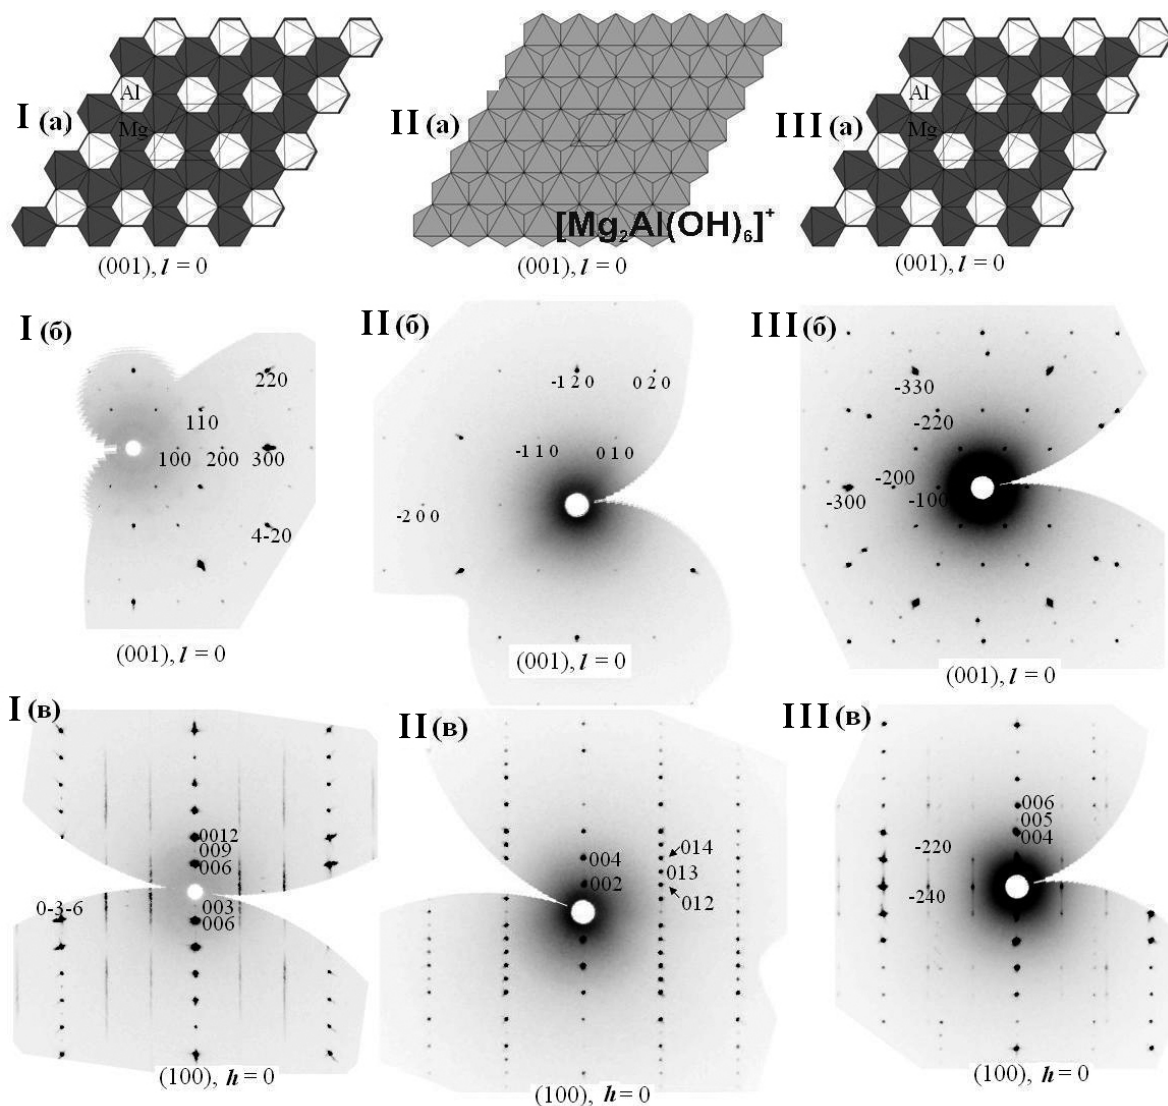 I (а)
Al
Mg
(001), l = 0
II (а)
[Mg₂Al(OH)₆]⁺
(001), l = 0
III (а)
Al
Mg
(001), l = 0
I (б)
220
110
100 200 300
4-20
(001), l = 0
II (б)
-1 2 0 0 2 0
-1 1 0 0 1 0
-2 0 0
(001), l = 0
III (б)
-330
-220
-200
-300 -100
(001), l = 0
I (в)
0012
009
006
0-3-6 003
006
(100), h = 0
II (в)
014
004 013
002 012
(100), h = 0
III (в)
006
005
004
-220
-240
(100), h = 0